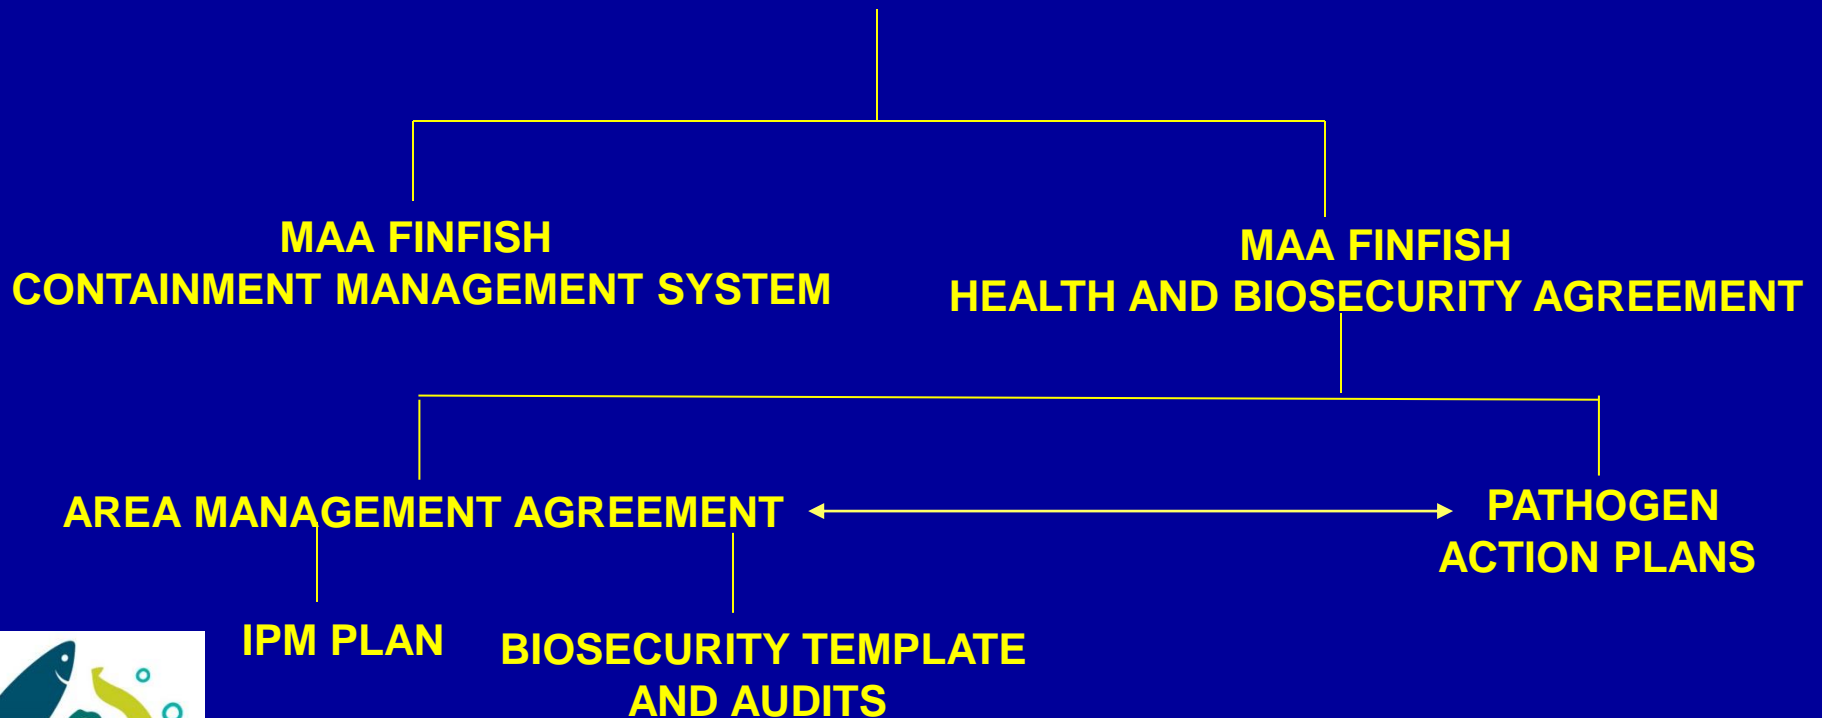 MAA FINFISH
CONTAINMENT MANAGEMENT SYSTEM
MAA FINFISH
HEALTH AND BIOSECURITY AGREEMENT
AREA MANAGEMENT AGREEMENT
PATHOGEN
ACTION PLANS
IPM PLAN
BIOSECURITY TEMPLATE
AND AUDITS